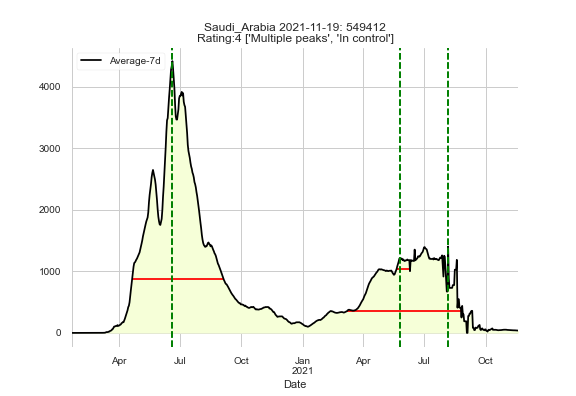 Saudi_Arabia 2021-11-19: 549412
Rating:4 ['Multiple peaks', 'In control']
Average-7d
4000
3000
2000
1000
0
Apr Jul Oct Jan Apr Jul Oct
2021
Date